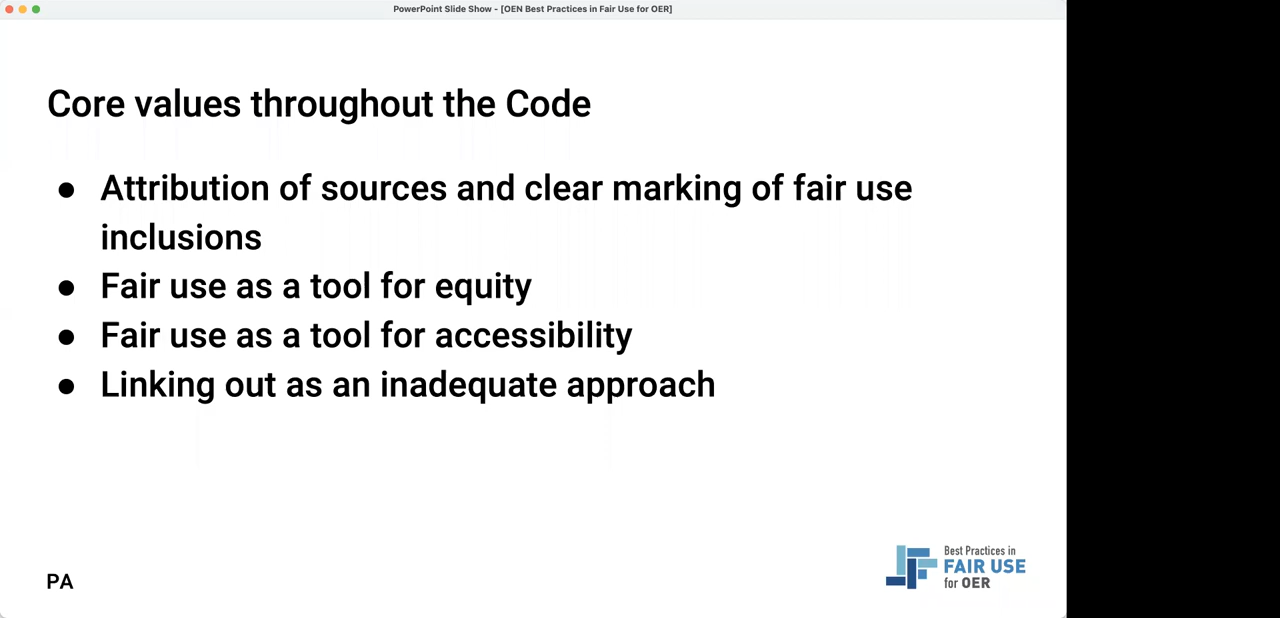 PowerPoint Slide Show - [OEN Best Practices in Fair Use for OER]
Core values throughout the Code
● Attribution of sources and clear marking of fair use
inclusions
● Fair use as a tool for equity
● Fair use as a tool for accessibility
● Linking out as an inadequate approach
Best Practices in
FAIR USE
for OER
PA